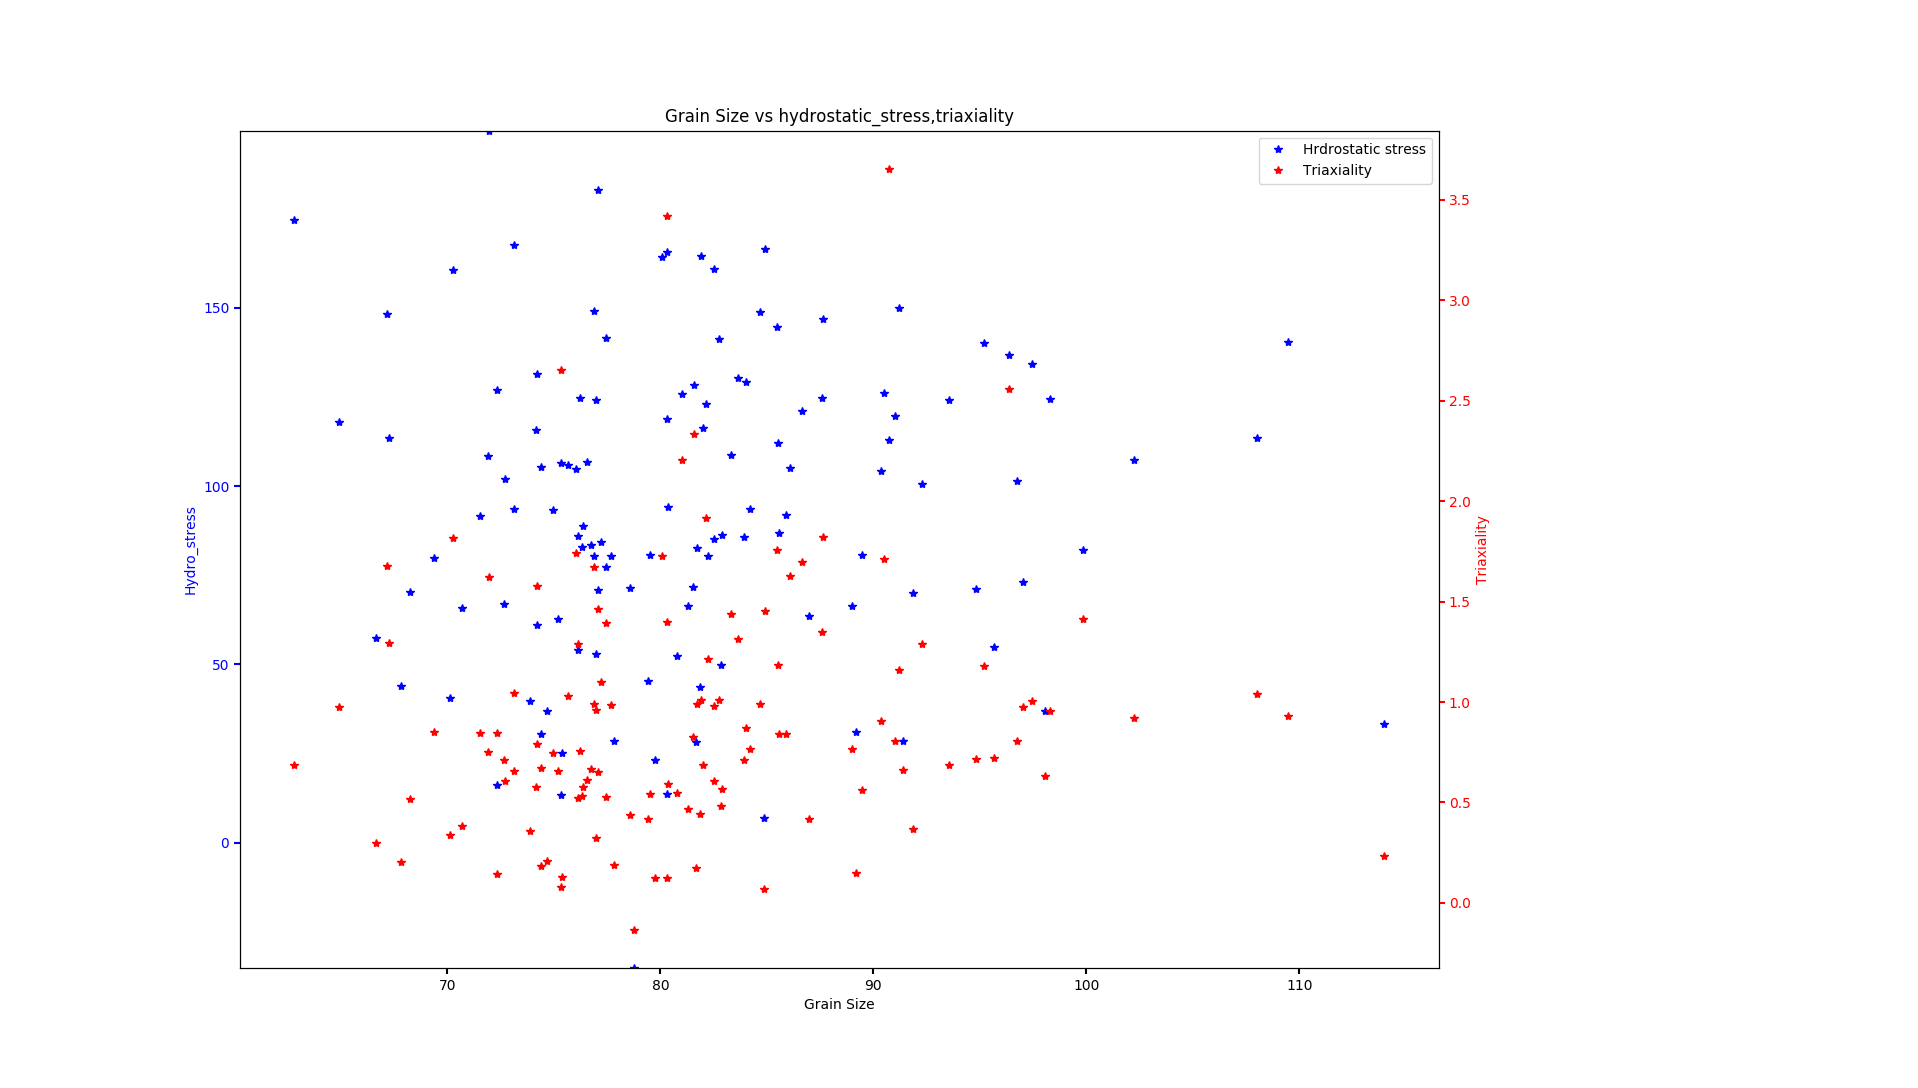 Grain Size vs hydrostatic_stress,triaxiality
Hrdrostatic stress
Triaxiality
150
100
50
0
Hydro_stress
3.5
3.0
2.5
2.0
1.5
1.0
0.5
0.0
Triaxiality
70 80 90 100 110
Grain Size